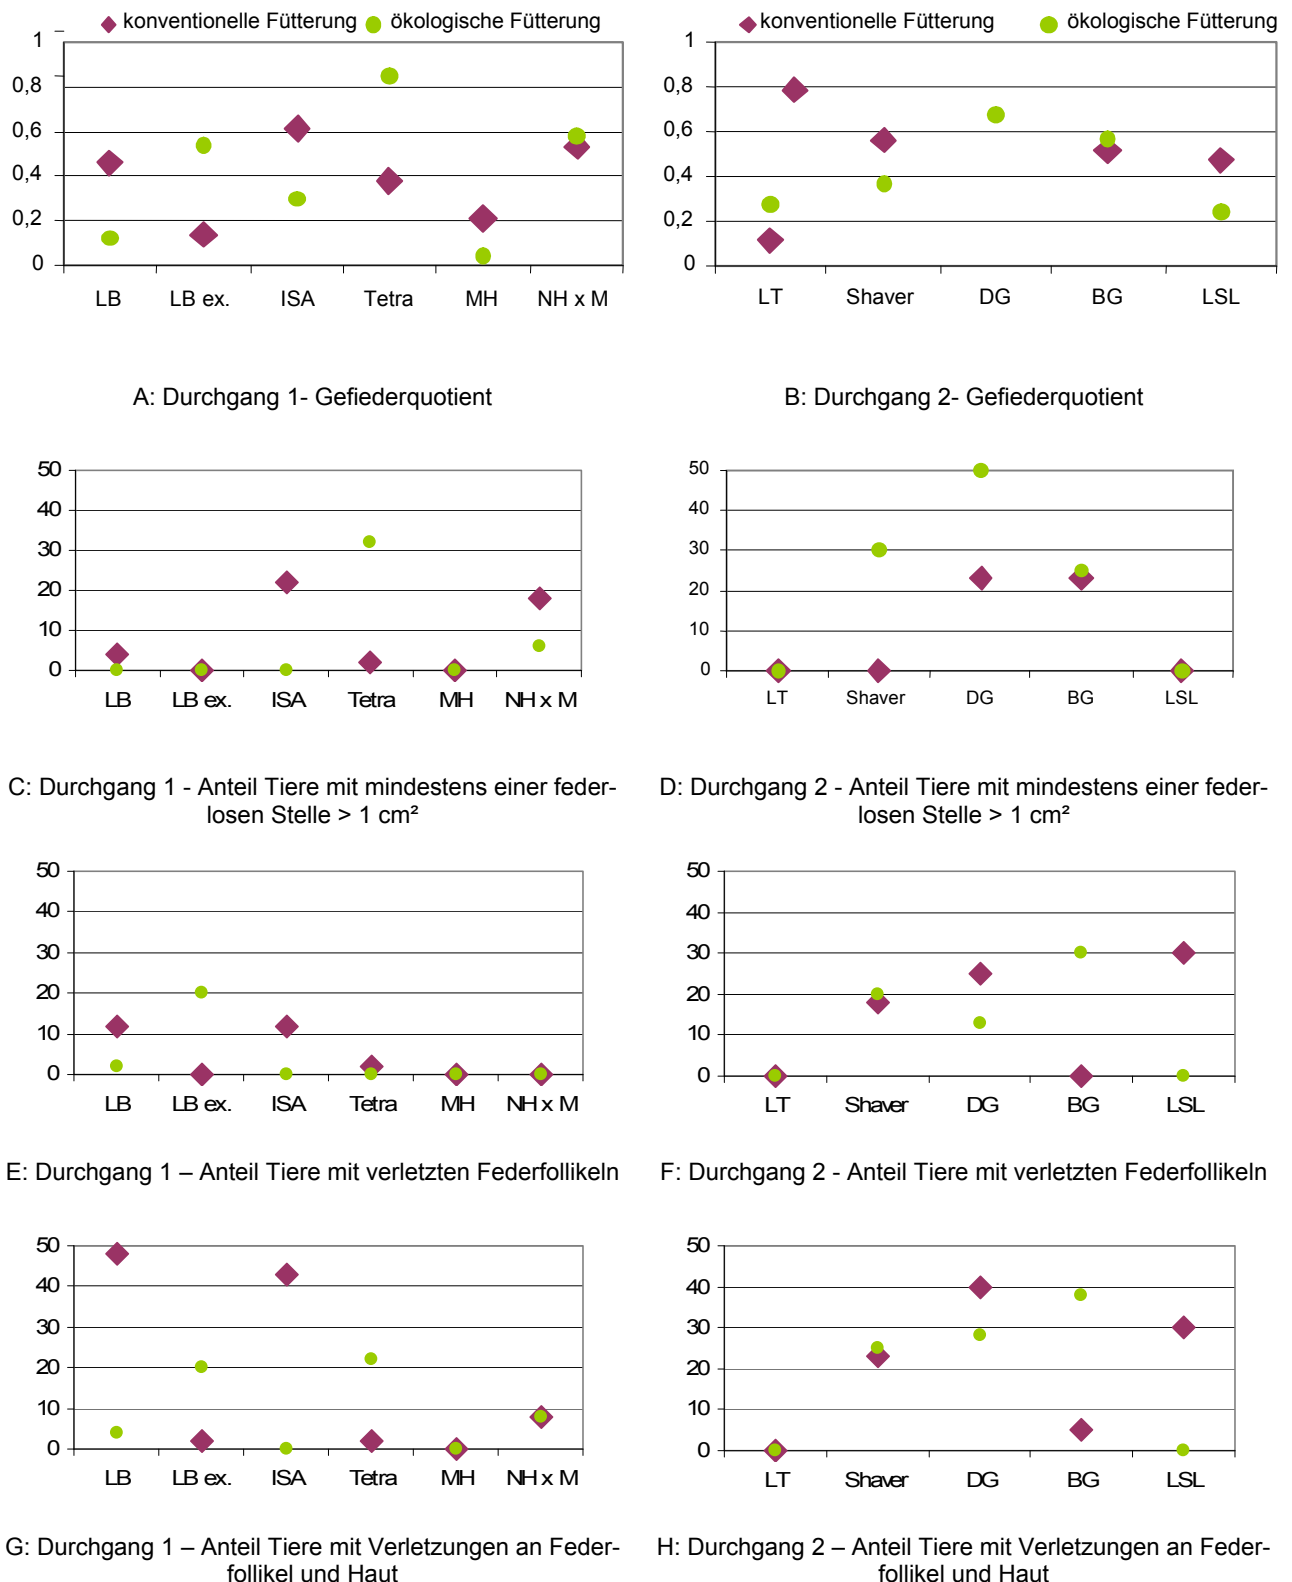 konventionelle Fütterung ökologische Fütterung
1
0,8
0,6
0,4
0,2
0
LB LB ex. ISA Tetra MH NH x M
A: Durchgang 1- Gefiederquotient
konventionelle Fütterung ökologische Fütterung
1
0,8
0,6
0,4
0,2
0
LT Shaver DG BG LSL
B: Durchgang 2- Gefiederquotient
50
40
30
20
10
0
LB LB ex. ISA Tetra MH NH x M
C: Durchgang 1 - Anteil Tiere mit mindestens einer feder-
losen Stelle > 1 cm²
50
40
30
20
10
0
LT Shaver DG BG LSL
D: Durchgang 2 - Anteil Tiere mit mindestens einer feder-
losen Stelle > 1 cm²
50
40
30
20
10
0
LB LB ex. ISA Tetra MH NH x M
E: Durchgang 1 – Anteil Tiere mit verletzten Federfollikeln
50
40
30
20
10
0
LT Shaver DG BG LSL
F: Durchgang 2 - Anteil Tiere mit verletzten Federfollikeln
50
40
30
20
10
0
LB LB ex. ISA Tetra MH NH x M
G: Durchgang 1 – Anteil Tiere mit Verletzungen an Feder-
follikel und Haut
50
40
30
20
10
0
LT Shaver DG BG LSL
H: Durchgang 2 – Anteil Tiere mit Verletzungen an Feder-
follikel und Haut